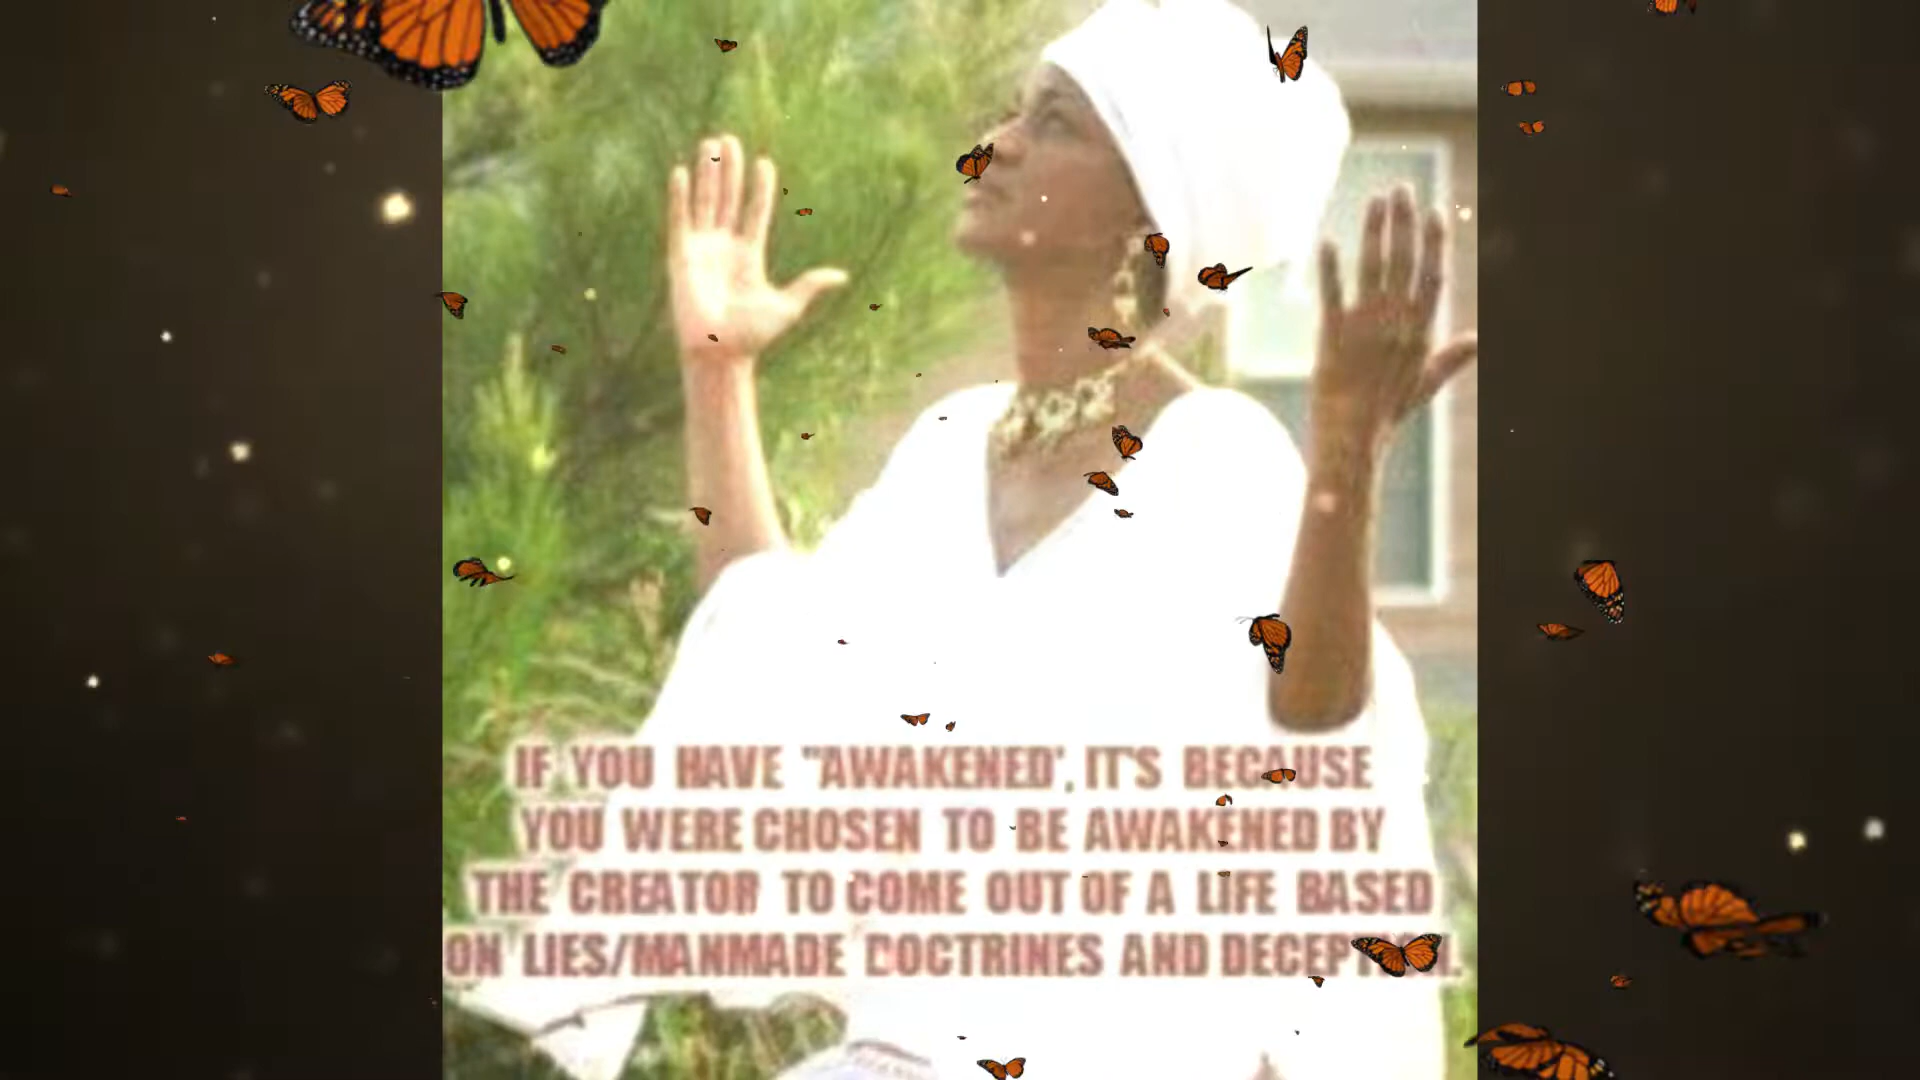 IF YOU HAVE "AWAKENED', IT'S BECAUSE
YOU WERE CHOSEN TO BE AWAKENED BY
THE CREATOR TO COME OUT OF A LIFE BASED
ON LIES/MANMADE DOCTRINES AND DECEPTION.